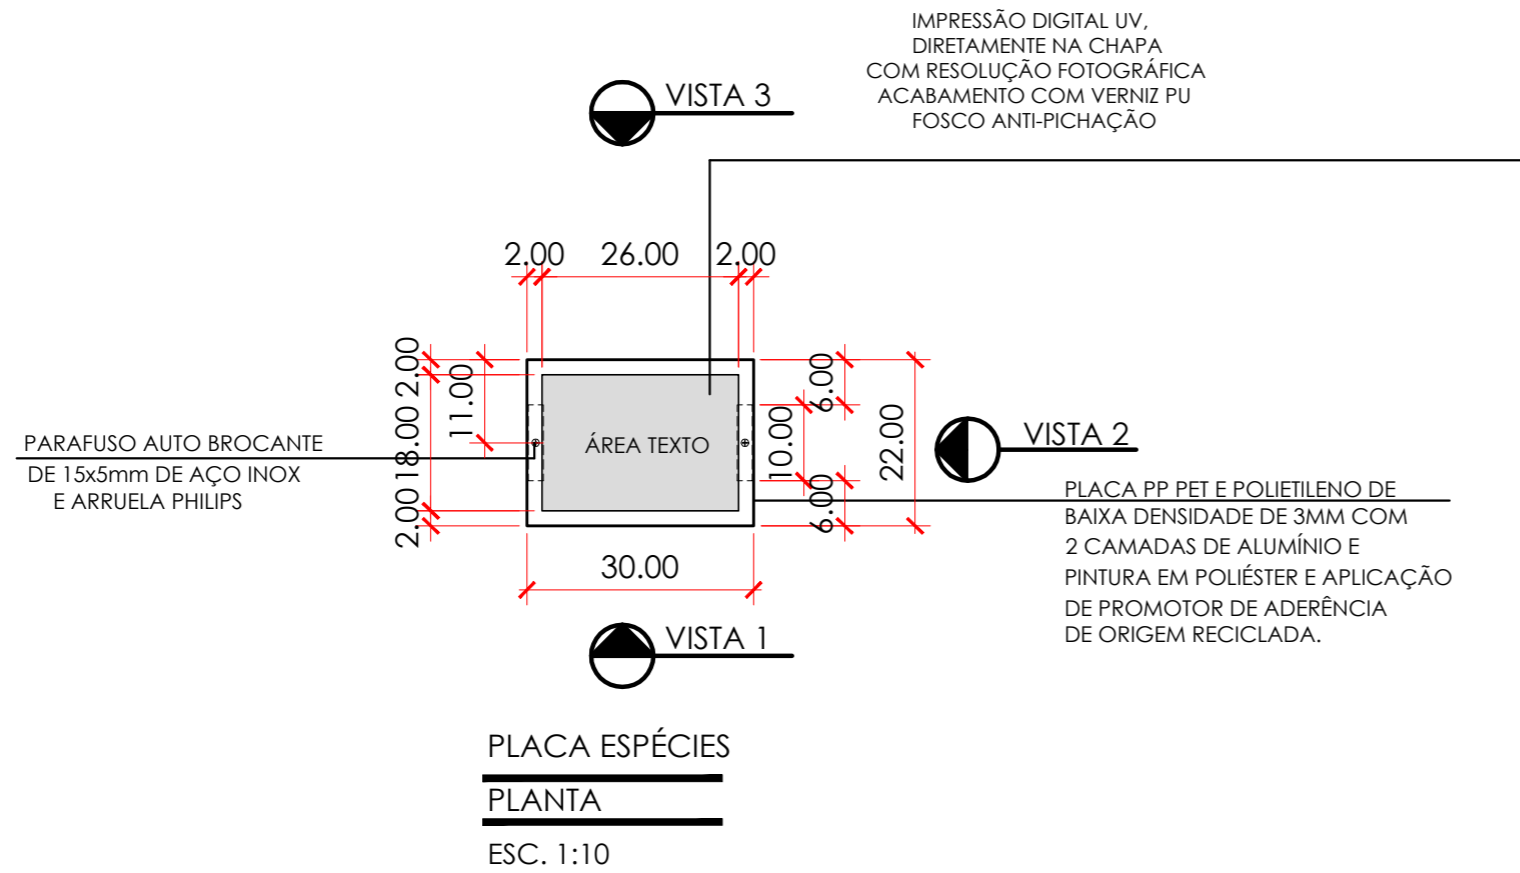 IMPRESSÃO DIGITAL UV,
DIRETAMENTE NA CHAPA
COM RESOLUÇÃO FOTOGRÁFICA
ACABAMENTO COM VERNIZ PU
FOSCO ANTI-PICHAÇÃO
VISTA 3
2.00 26.00 2.00
2.00
18.00
2.00
11.00
ÁREA TEXTO
6.00
10.00
6.00
22.00
30.00
PARAFUSO AUTO BROCANTE
DE 15x5mm DE AÇO INOX
E ARRUELA PHILIPS
VISTA 2
PLACA PP PET E POLIETILENO DE
BAIXA DENSIDADE DE 3MM COM
2 CAMADAS DE ALUMÍNIO E
PINTURA EM POLIÉSTER E APLICAÇÃO
DE PROMOTOR DE ADERÊNCIA
DE ORIGEM RECICLADA.
VISTA 1
PLACA ESPÉCIES
PLANTA
ESC. 1:10